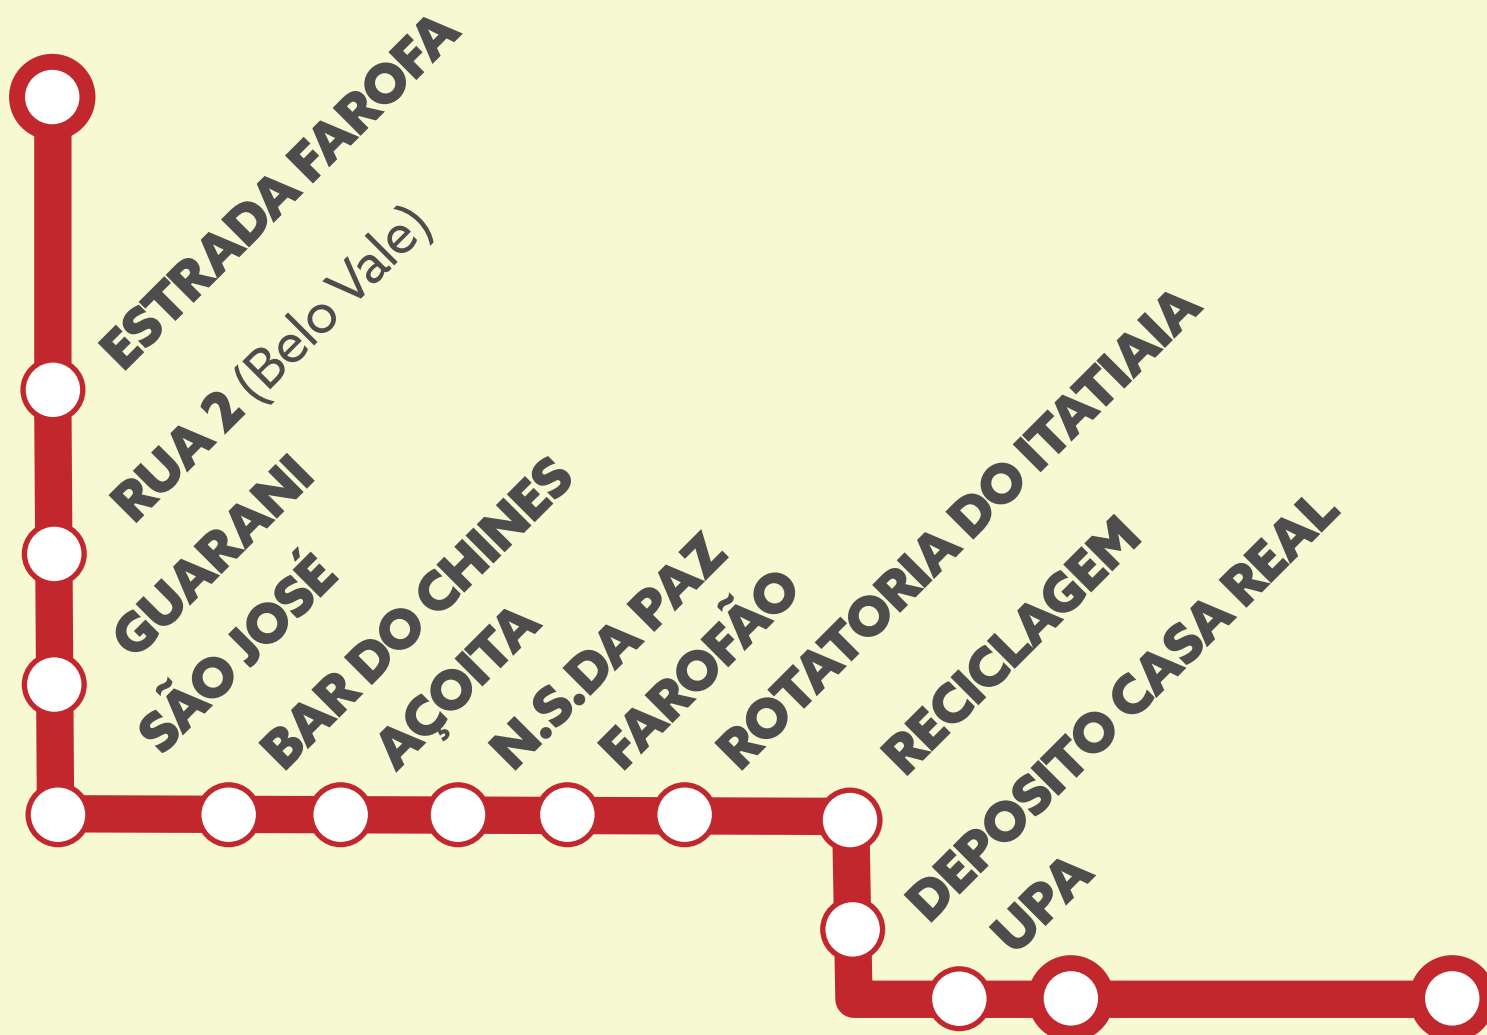 ESTRADA FAROFA
RUA 2 (Belo Vale)
GUARANI
SÃO JOSÉ
BAR DO CHINES
AÇOITA
N.S.DA PAZ
FAROFÃO
ROTATORIA DO ITATIAIA
RECICLAGEM
DEPOSITO CASA REAL
UPA